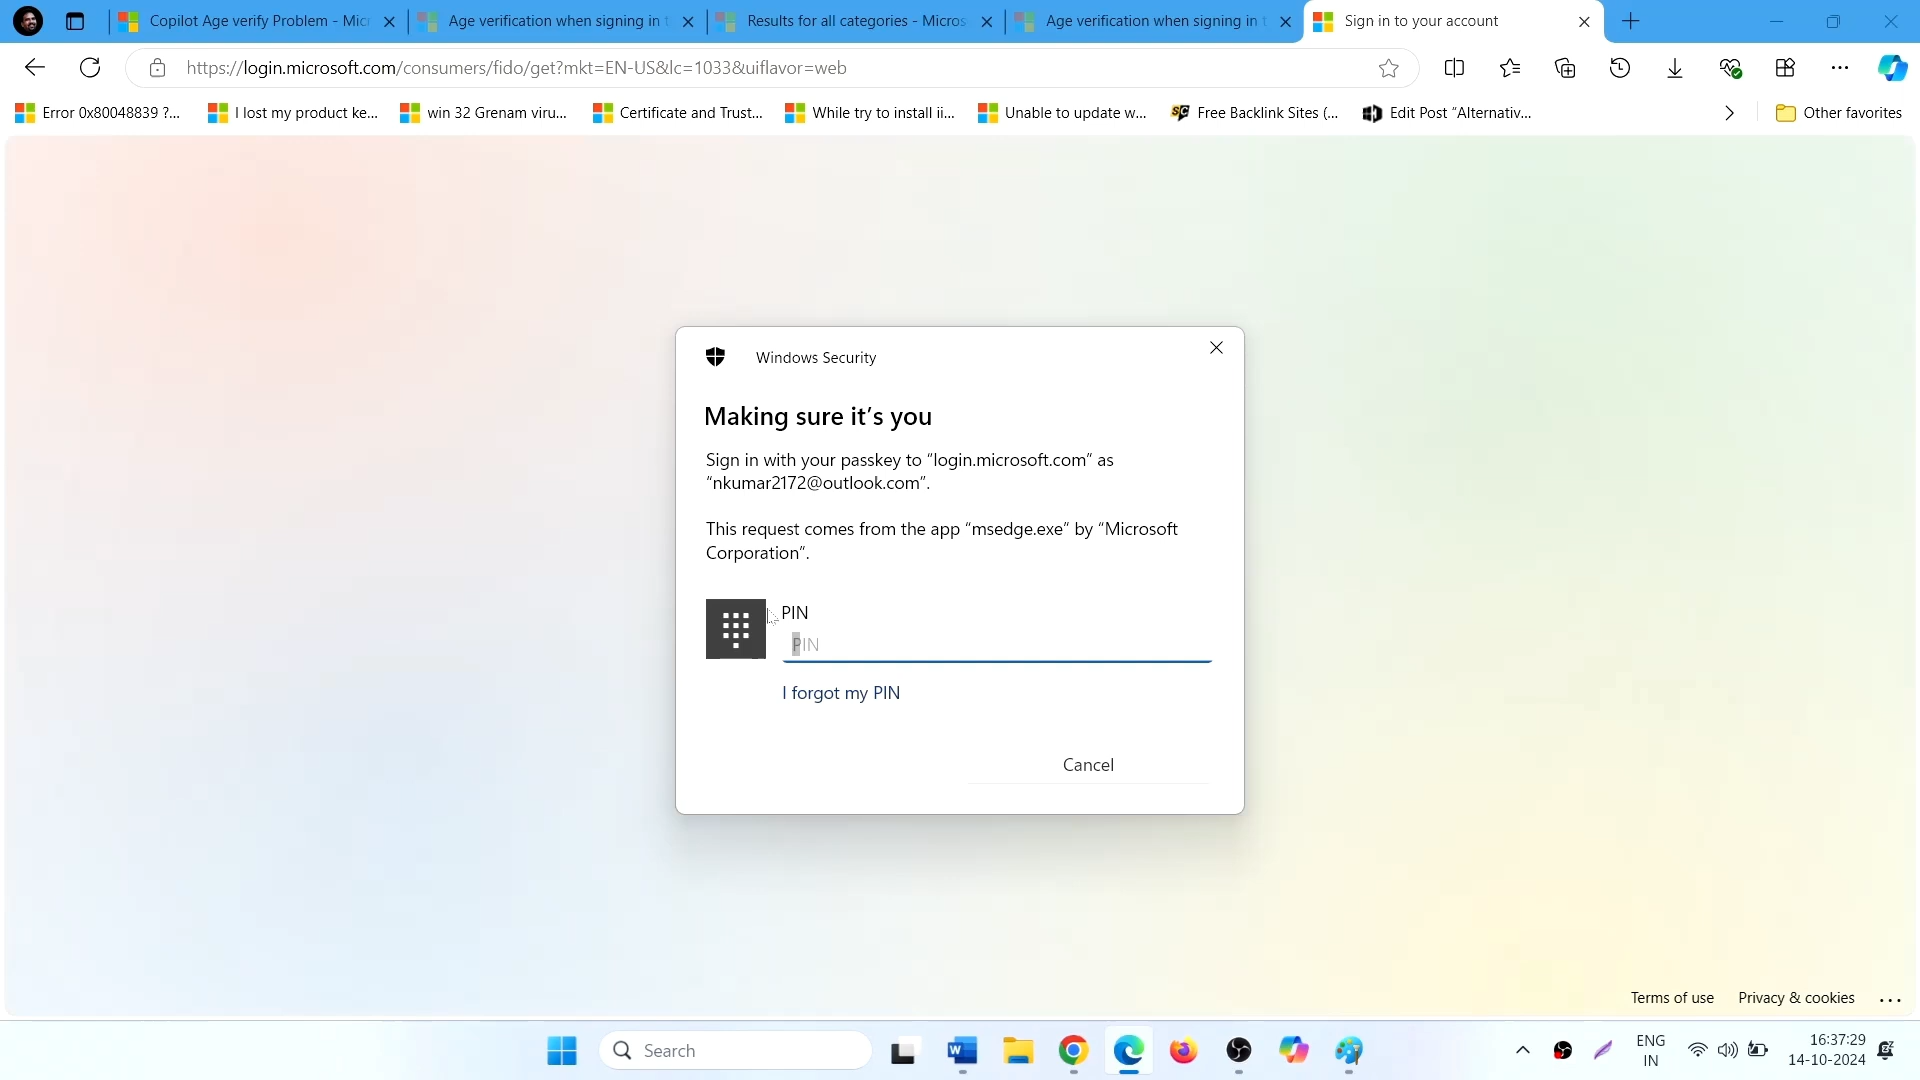 Copilot Age verify Problem - Micr
Age verification when signing in t
Results for all categories - Micros
Age verification when signing in t
Sign in to your account
https://login.microsoft.com/consumers/fido/get?mkt=EN-US&lc=1033&uiflavor=web
Error 0x80048839 ?...
I lost my product ke...
win 32 Grenam viru...
Certificate and Trust...
While try to install ii...
Unable to update w...
Free Backlink Sites (...
Edit Post “Alternativ...
Other favorites
Windows Security
Making sure it’s you
Sign in with your passkey to “login.microsoft.com” as
“nkumar2172@outlook.com”.
This request comes from the app “msedge.exe” by “Microsoft
Corporation”.
PIN
PIN
I forgot my PIN
Cancel
Terms of use
Privacy & cookies
Search
ENG
IN
16:37:29
14-10-2024